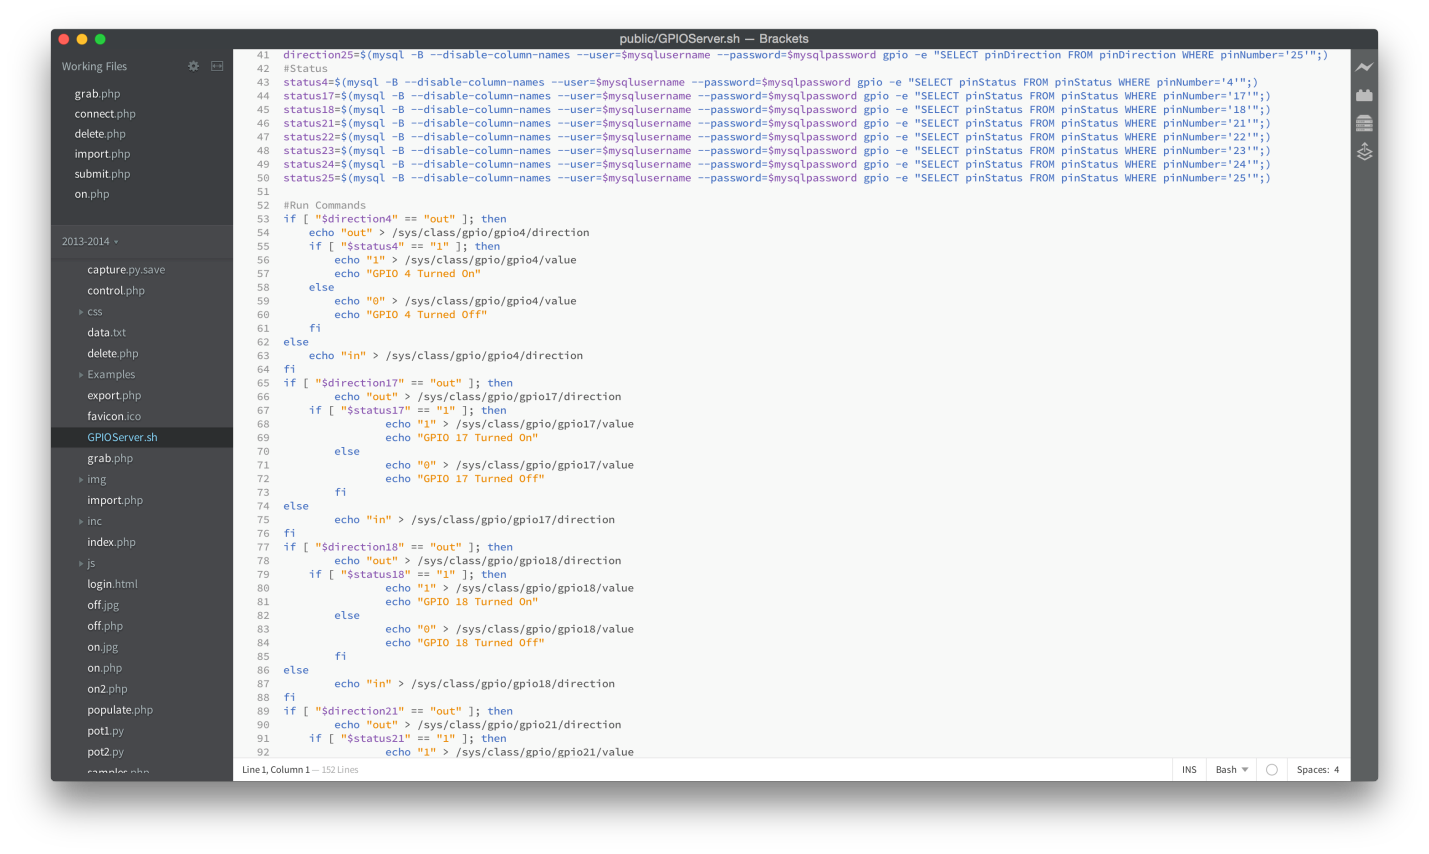 public/GPIOServer.sh — Brackets
Working Files
grab.php
connect.php
delete.php
import.php
submit.php
on.php
2013-2014
capture.py.save
control.php
css
data.txt
delete.php
Examples
export.php
favicon.ico
GPIOServer.sh
grab.php
img
import.php
inc
index.php
js
login.html
off.jpg
off.php
on.jpg
on.php
on2.php
populate.php
pot1.py
pot2.py
samples.php
41 direction25=$(mysql -B --disable-column-names --user=$mysqlusername --password=$mysqlpassword gpio -e "SELECT pinDirection FROM pinDirection WHERE pinNumber='25'";)
42 #Status
43 status4=$(mysql -B --disable-column-names --user=$mysqlusername --password=$mysqlpassword gpio -e "SELECT pinStatus FROM pinStatus WHERE pinNumber='4'";)
44 status17=$(mysql -B --disable-column-names --user=$mysqlusername --password=$mysqlpassword gpio -e "SELECT pinStatus FROM pinStatus WHERE pinNumber='17'";)
45 status18=$(mysql -B --disable-column-names --user=$mysqlusername --password=$mysqlpassword gpio -e "SELECT pinStatus FROM pinStatus WHERE pinNumber='18'";)
46 status21=$(mysql -B --disable-column-names --user=$mysqlusername --password=$mysqlpassword gpio -e "SELECT pinStatus FROM pinStatus WHERE pinNumber='21'";)
47 status22=$(mysql -B --disable-column-names --user=$mysqlusername --password=$mysqlpassword gpio -e "SELECT pinStatus FROM pinStatus WHERE pinNumber='22'";)
48 status23=$(mysql -B --disable-column-names --user=$mysqlusername --password=$mysqlpassword gpio -e "SELECT pinStatus FROM pinStatus WHERE pinNumber='23'";)
49 status24=$(mysql -B --disable-column-names --user=$mysqlusername --password=$mysqlpassword gpio -e "SELECT pinStatus FROM pinStatus WHERE pinNumber='24'";)
50 status25=$(mysql -B --disable-column-names --user=$mysqlusername --password=$mysqlpassword gpio -e "SELECT pinStatus FROM pinStatus WHERE pinNumber='25'";)
51
52 #Run Commands
53 if [ "$direction4" == "out" ]; then
54 echo "out" > /sys/class/gpio/gpio4/direction
55 if [ "$status4" == "1" ]; then
56 echo "1" > /sys/class/gpio/gpio4/value
57 echo "GPIO 4 Turned On"
58 else
59 echo "0" > /sys/class/gpio/gpio4/value
60 echo "GPIO 4 Turned Off"
61 fi
62 else
63 echo "in" > /sys/class/gpio/gpio4/direction
64 fi
65 if [ "$direction17" == "out" ]; then
66 echo "out" > /sys/class/gpio/gpio17/direction
67 if [ "$status17" == "1" ]; then
68 echo "1" > /sys/class/gpio/gpio17/value
69 echo "GPIO 17 Turned On"
70 else
71 echo "0" > /sys/class/gpio/gpio17/value
72 echo "GPIO 17 Turned Off"
73 fi
74 else
75 echo "in" > /sys/class/gpio/gpio17/direction
76 fi
77 if [ "$direction18" == "out" ]; then
78 echo "out" > /sys/class/gpio/gpio18/direction
79 if [ "$status18" == "1" ]; then
80 echo "1" > /sys/class/gpio/gpio18/value
81 echo "GPIO 18 Turned On"
82 else
83 echo "0" > /sys/class/gpio/gpio18/value
84 echo "GPIO 18 Turned Off"
85 fi
86 else
87 echo "in" > /sys/class/gpio/gpio18/direction
88 fi
89 if [ "$direction21" == "out" ]; then
90 echo "out" > /sys/class/gpio/gpio21/direction
91 if [ "$status21" == "1" ]; then
92 echo "1" > /sys/class/gpio/gpio21/value
Line 1, Column 1 — 152 Lines
INS
Bash
Spaces: 4